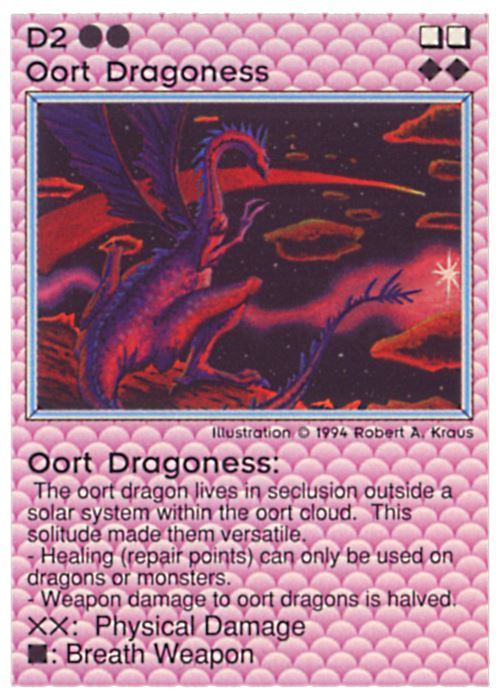 D2
Oort Dragoness
Illustration © 1994 Robert A. Kraus
Oort Dragoness:
The oort dragon lives in seclusion outside a
solar system within the oort cloud. This
solitude made them versatile.
- Healing (repair points) can only be used on
dragons or monsters.
- Weapon damage to oort dragons is halved.
XX: Physical Damage
■: Breath Weapon